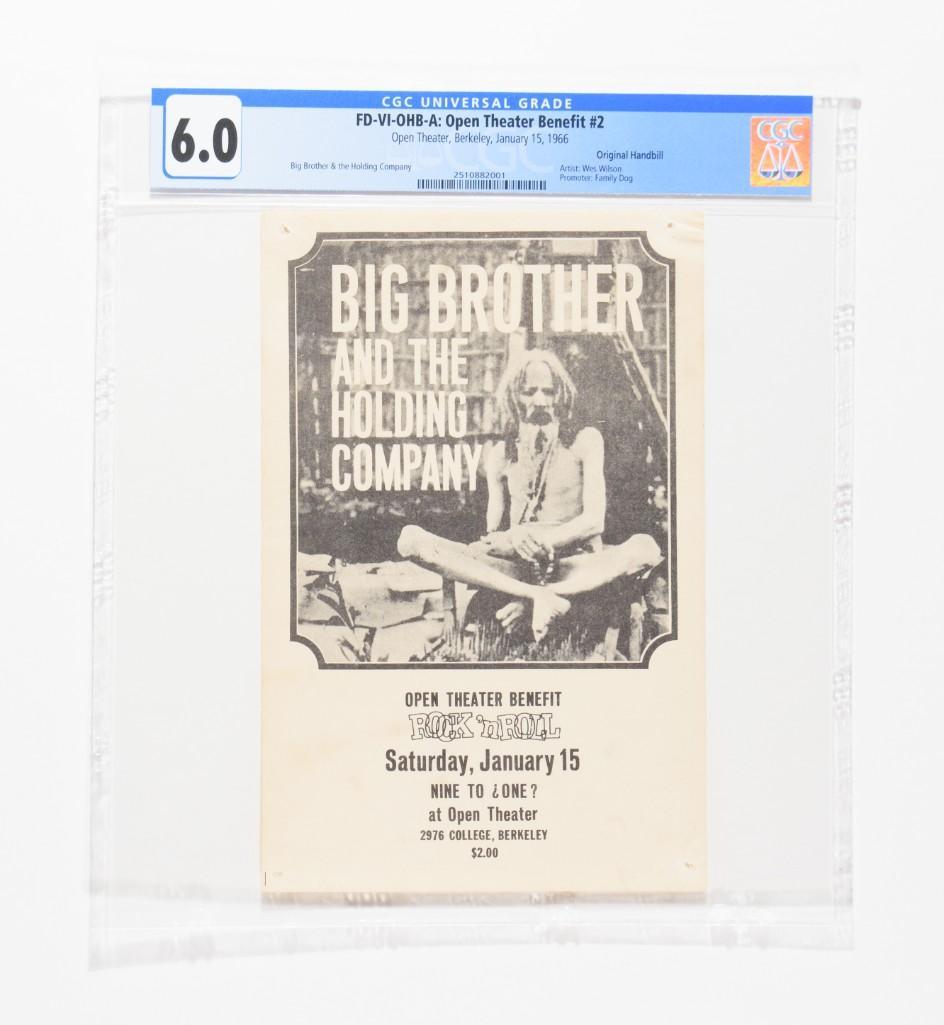 CGC UNIVERSAL GRADE
6.0
FD-VI-OHB-A: Open Theater Benefit #2
Open Theater, Berkeley, January 15, 1966
Original Handbill
Big Brother & the Holding Company
Artist: Wes Wilson
Promoter: Family Dog
2510882001
CGC
CGC
BIG BROTHER
AND THE
HOLDING
COMPANY
OPEN THEATER BENEFIT
ROCK 'n ROLL
Saturday, January 15
NINE TO ¿ONE?
at Open Theater
2976 COLLEGE, BERKELEY
$2.00